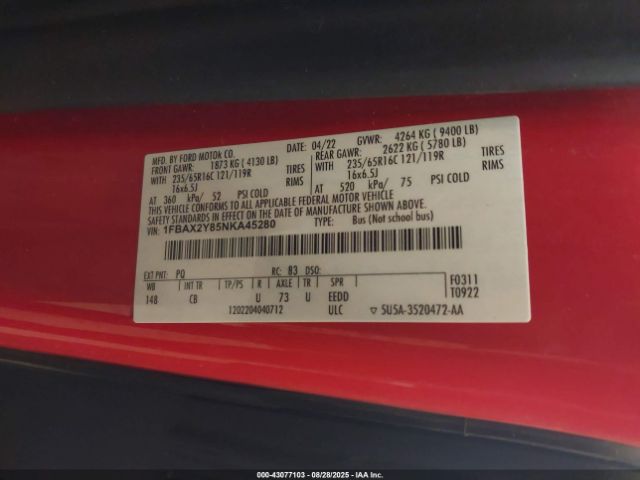 MFD. BY FORD MOTOR CO.
DATE: 04/22 GVWR: 4264 KG ( 9400 LB)
FRONT GAWR: 1873 KG ( 4130 LB) REAR GAWR: 2622 KG ( 5780 LB)
WITH 235/65R16C 121/119R TIRES WITH 235/65R16C 121/119R TIRES
16x6.5J RIMS 16x6.5J RIMS
AT 360 kPa/ 52 PSI COLD AT 520 kPa/ 75 PSI COLD
THIS VEHICLE CONFORMS TO ALL APPLICABLE FEDERAL MOTOR VEHICLE
SAFETY STANDARDS IN EFFECT ON THE DATE OF MANUFACTURE SHOWN ABOVE.
VIN: 1FBAX2Y85NKA45280 TYPE: Bus (Not school bus)
EXT PNT: PQ RC: 83 DSO:
WB INT TR TP/PS R AXLE TR SPR
148 CB U 73 U EEDD
F0311
T0922
1202204040712 ULC ▽ SU5A-3520472-AA
000-43077103 - 08/28/2025 - IAA Inc.